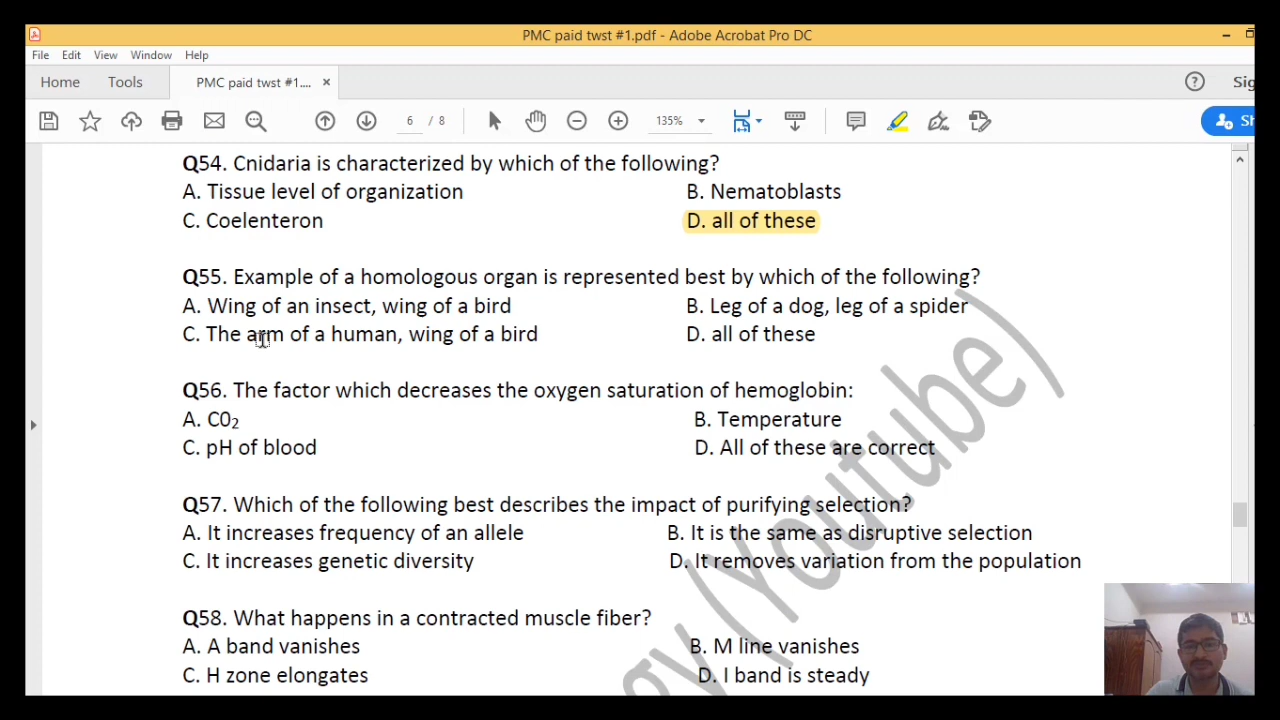 PMC paid twst #1.pdf - Adobe Acrobat Pro DC
File Edit View Window Help
Home Tools PMC paid twst #1.... × ? Sig
6 / 8 135% Sh
Q54. Cnidaria is characterized by which of the following?
A. Tissue level of organization B. Nematoblasts
C. Coelenteron D. all of these
Q55. Example of a homologous organ is represented best by which of the following?
A. Wing of an insect, wing of a bird B. Leg of a dog, leg of a spider
C. The arm of a human, wing of a bird D. all of these
Q56. The factor which decreases the oxygen saturation of hemoglobin:
A. C0₂ B. Temperature
C. pH of blood D. All of these are correct
Q57. Which of the following best describes the impact of purifying selection?
A. It increases frequency of an allele B. It is the same as disruptive selection
C. It increases genetic diversity D. It removes variation from the population
Q58. What happens in a contracted muscle fiber?
A. A band vanishes B. M line vanishes
C. H zone elongates D. I band is steady
gy (Youtube)